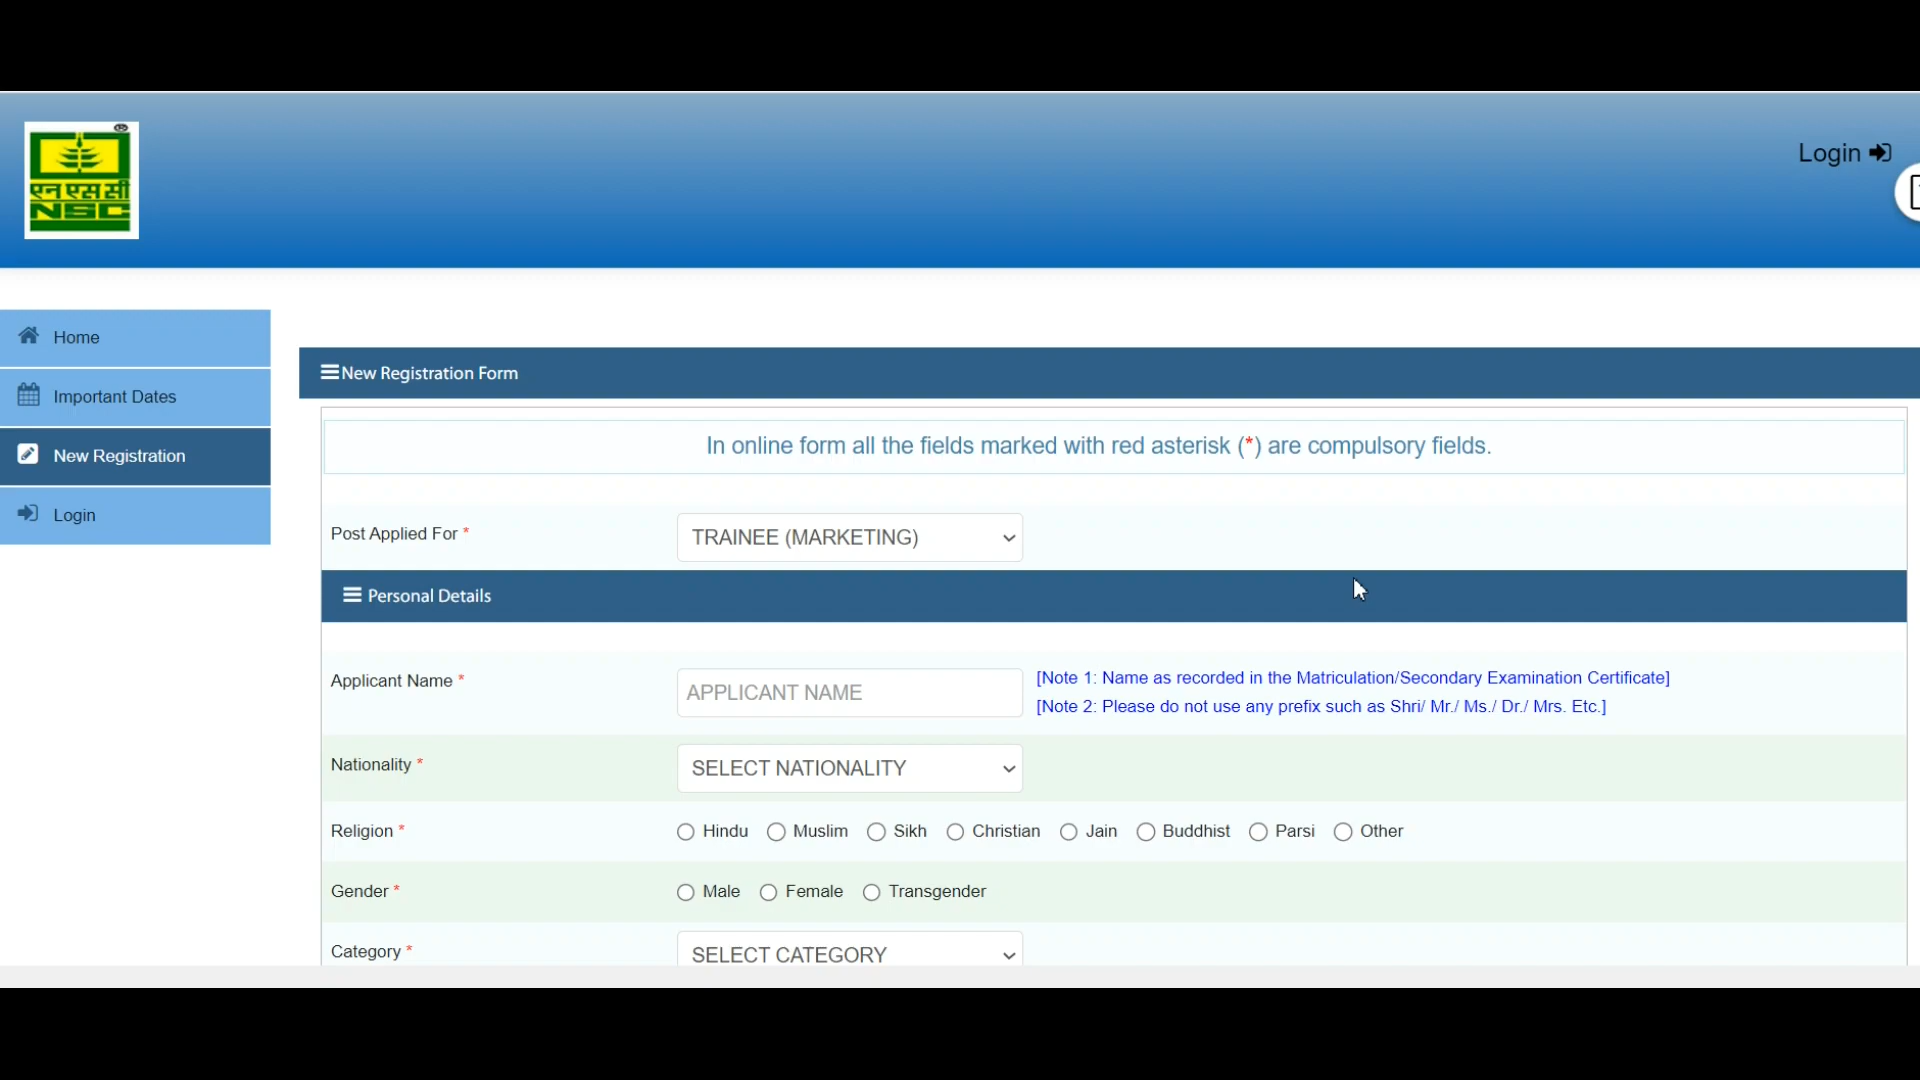 एन एस सी
NSC
Login
Home
Important Dates
New Registration
Login
New Registration Form
In online form all the fields marked with red asterisk (*) are compulsory fields.
Post Applied For *
TRAINEE (MARKETING)
Personal Details
Applicant Name *
APPLICANT NAME
[Note 1: Name as recorded in the Matriculation/Secondary Examination Certificate]
[Note 2: Please do not use any prefix such as Shri/ Mr./ Ms./ Dr./ Mrs. Etc.]
Nationality *
SELECT NATIONALITY
Religion *
Hindu Muslim Sikh Christian Jain Buddhist Parsi Other
Gender *
Male Female Transgender
Category *
SELECT CATEGORY